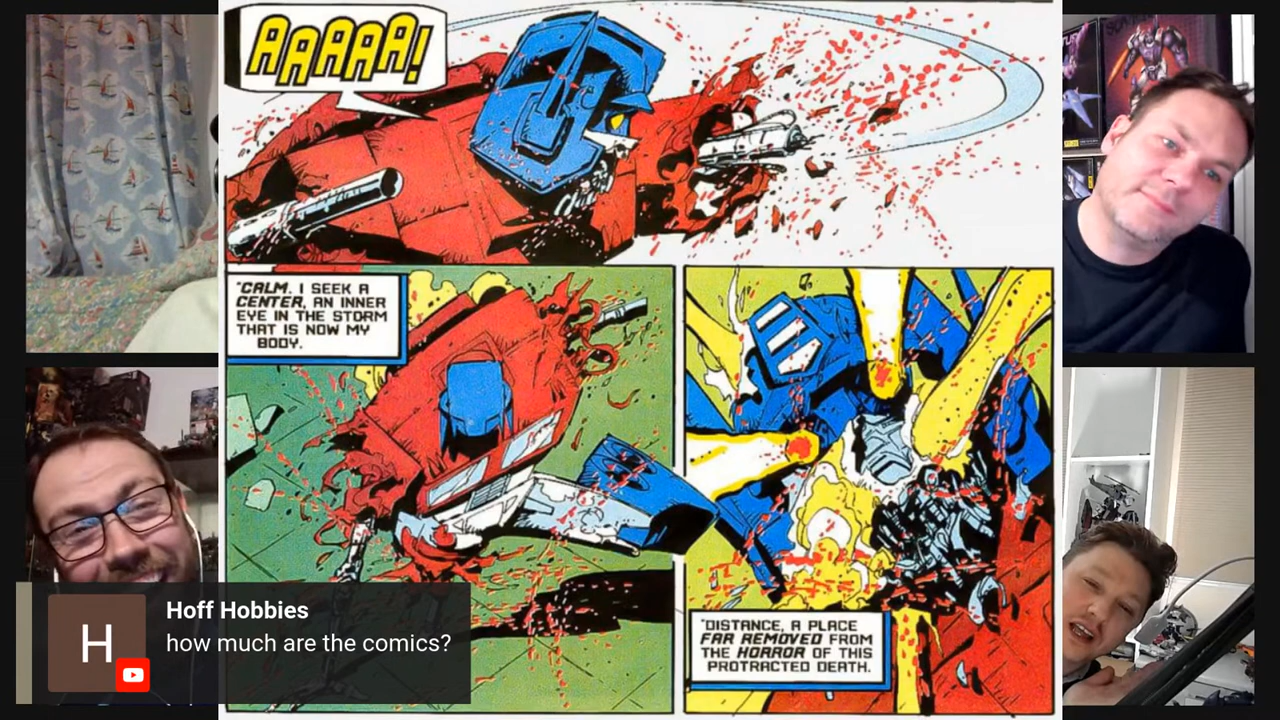 AAAAA!
"CALM. I SEEK A
CENTER, AN INNER
EYE IN THE STORM
THAT IS NOW MY
BODY.
"DISTANCE, A PLACE
FAR REMOVED FROM
THE HORROR OF THIS
PROTRACTED DEATH.
H
Hoff Hobbies
how much are the comics?